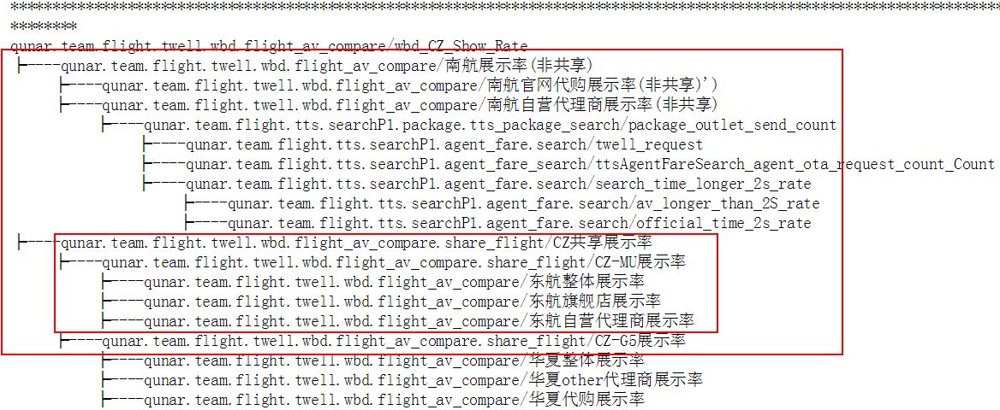 ************************************************************************************************************************
********
qunar.team.flight.twell.wbd.flight_av_compare/wbd_CZ_Show_Rate
├----qunar.team.flight.twell.wbd.flight_av_compare/南航展示率(非共享)
├----qunar.team.flight.twell.wbd.flight_av_compare/南航官网代购展示率(非共享)')
├----qunar.team.flight.twell.wbd.flight_av_compare/南航自营代理商展示率(非共享)
├----qunar.team.flight.tts.searchP1.package.tts_package_search/package_outlet_send_count
├----qunar.team.flight.tts.searchP1.agent_fare.search/twell_request
├----qunar.team.flight.tts.searchP1.agent_fare_search/ttsAgentFareSearch_agent_ota_request_count_Count
├----qunar.team.flight.tts.searchP1.agent_fare.search/search_time_longer_2s_rate
├----qunar.team.flight.tts.searchP1.agent_fare.search/av_longer_than_2S_rate
├----qunar.team.flight.tts.searchP1.agent_fare.search/official_time_2s_rate
├----qunar.team.flight.twell.wbd.flight_av_compare.share_flight/CZ共享展示率
├----qunar.team.flight.twell.wbd.flight_av_compare.share_flight/CZ-MU展示率
├----qunar.team.flight.twell.wbd.flight_av_compare/东航整体展示率
├----qunar.team.flight.twell.wbd.flight_av_compare/东航旗舰店展示率
├----qunar.team.flight.twell.wbd.flight_av_compare/东航自营代理商展示率
├----qunar.team.flight.twell.wbd.flight_av_compare.share_flight/CZ-G5展示率
├----qunar.team.flight.twell.wbd.flight_av_compare/华夏整体展示率
├----qunar.team.flight.twell.wbd.flight_av_compare/华夏other代理商展示率
├----qunar.team.flight.twell.wbd.flight_av_compare/华夏代购展示率